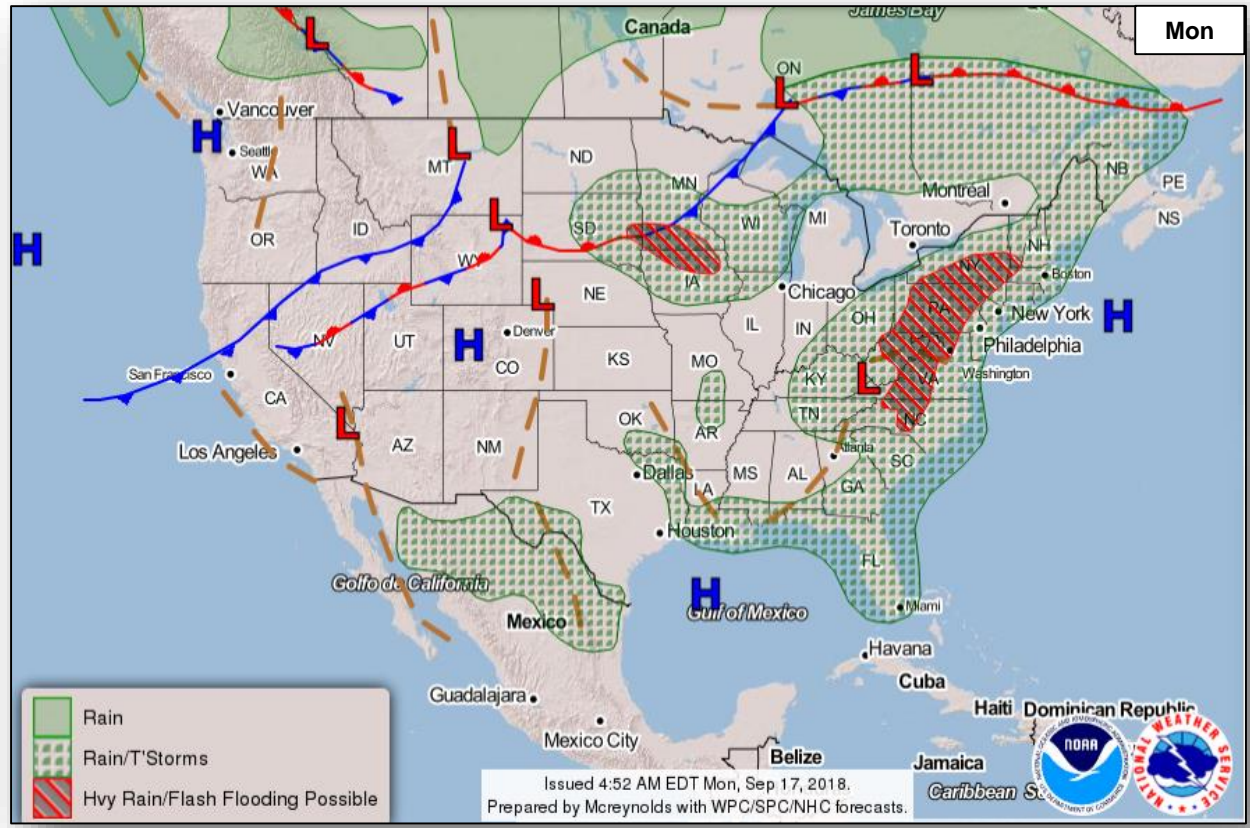 Mon
James Bay
Canada
L
L
ON
L
Vancouver
H
Seattle
WA
L
MT
ND
MN
Montréal
NB
PE
NS
L
OR
ID
SD
WI
MI
Toronto
NH
H
WY
IA
NY
Boston
L
NE
Chicago
PA
New York
H
NV
UT
H
Denver
CO
KS
IL
IN
OH
Philadelphia
San Francisco
MO
KY
L
VA
Washington
CA
L
Los Angeles
AZ
NM
OK
AR
TN
NC
Atlanta
SC
Dallas
LA
MS
AL
GA
TX
Houston
FL
Golfo de California
H
Gulf of Mexico
Miami
Mexico
Havana
Cuba
Guadalajara
Haiti
Dominican Republic
Mexico City
Belize
Jamaica
Caribbean
Rain
Rain/T'Storms
Hvy Rain/Flash Flooding Possible
Issued 4:52 AM EDT Mon, Sep 17, 2018.
Prepared by Mcreynolds with WPC/SPC/NHC forecasts.
NOAA
NATIONAL WEATHER SERVICE